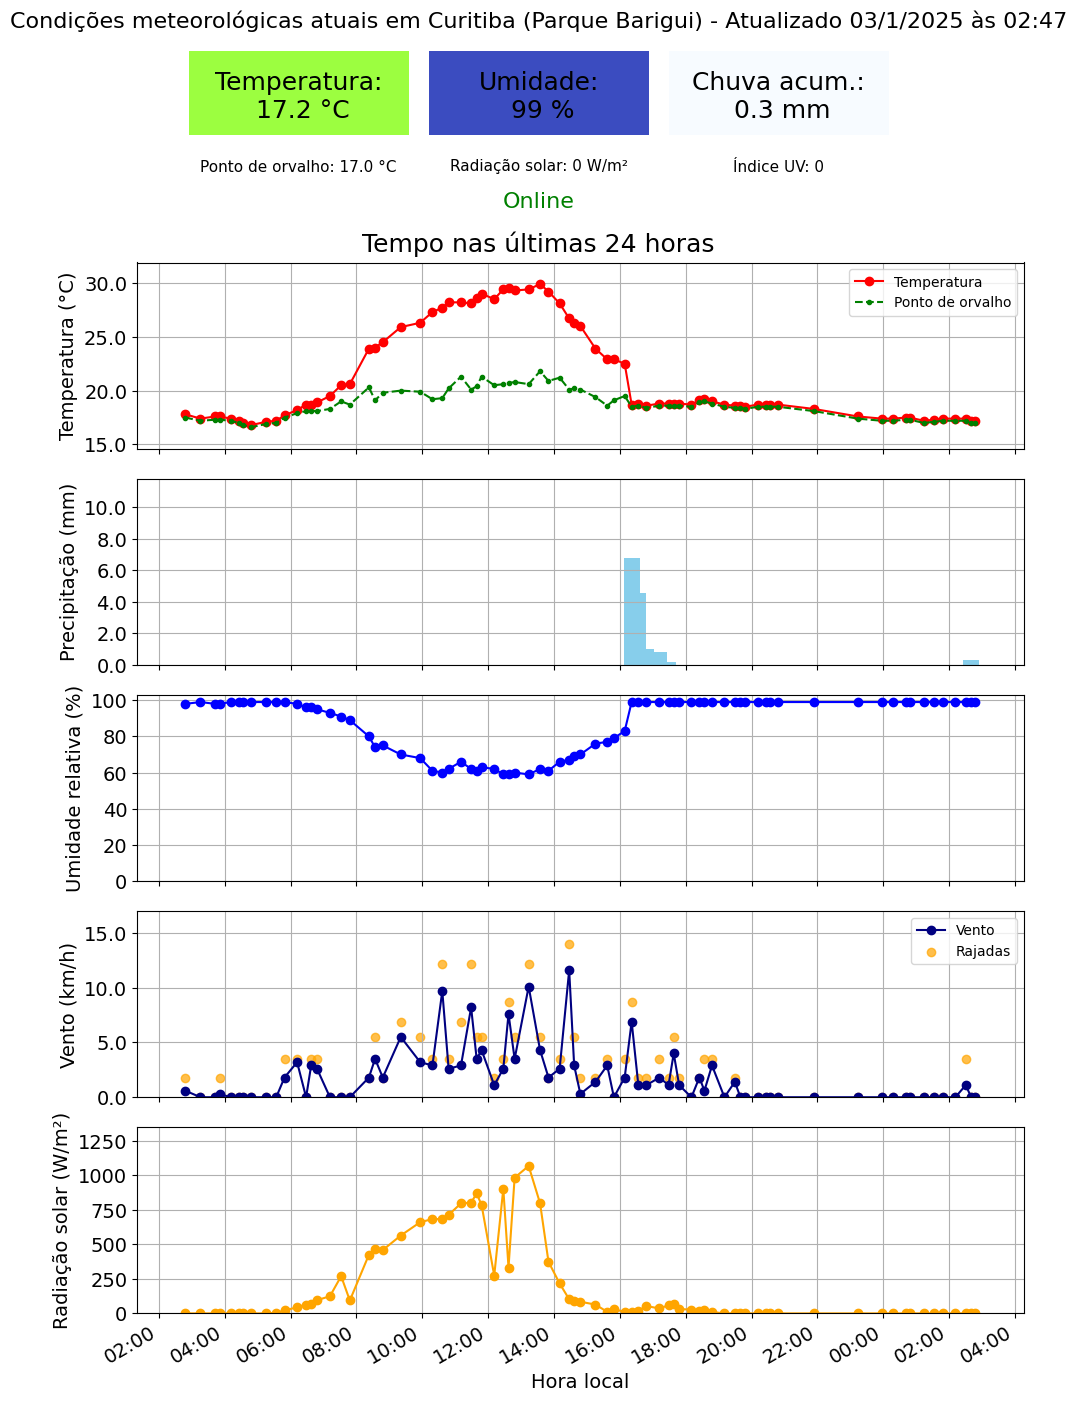 Condições meteorológicas atuais em Curitiba (Parque Barigui) - Atualizado 03/1/2025 às 02:47
Temperatura:
17.2 °C
Umidade:
99 %
Chuva acum.:
0.3 mm
Ponto de orvalho: 17.0 °C
Radiação solar: 0 W/m²
Índice UV: 0
Online
Tempo nas últimas 24 horas
Temperatura (°C)
30.0
25.0
20.0
15.0
Temperatura
Ponto de orvalho
Precipitação (mm)
10.0
8.0
6.0
4.0
2.0
0.0
Umidade relativa (%)
100
80
60
40
20
0
Vento (km/h)
15.0
10.0
5.0
0.0
Vento
Rajadas
Radiação solar (W/m²)
1250
1000
750
500
250
0
02:00
04:00
06:00
08:00
10:00
12:00
14:00
16:00
18:00
20:00
22:00
00:00
02:00
04:00
Hora local